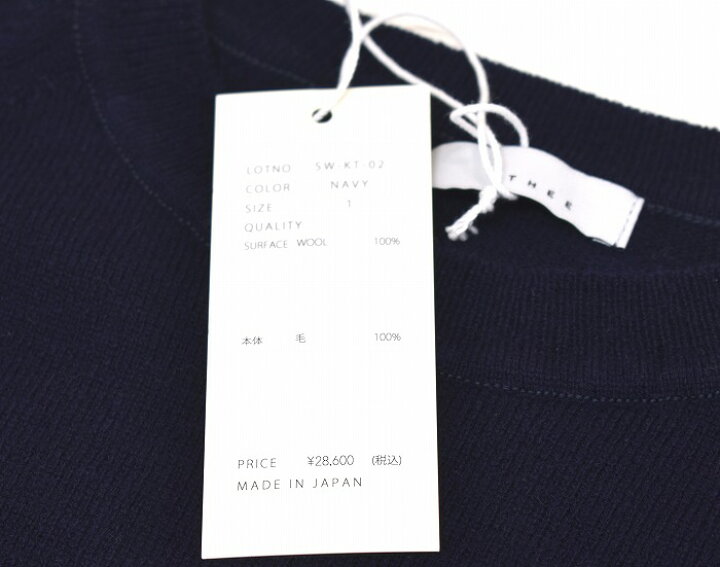 LOTNO SW-KT-02
COLOR NAVY
SIZE 1
QUALITY
SURFACE WOOL 100%
本体 毛 100%
PRICE ¥28,600 (税込)
MADE IN JAPAN
THEE